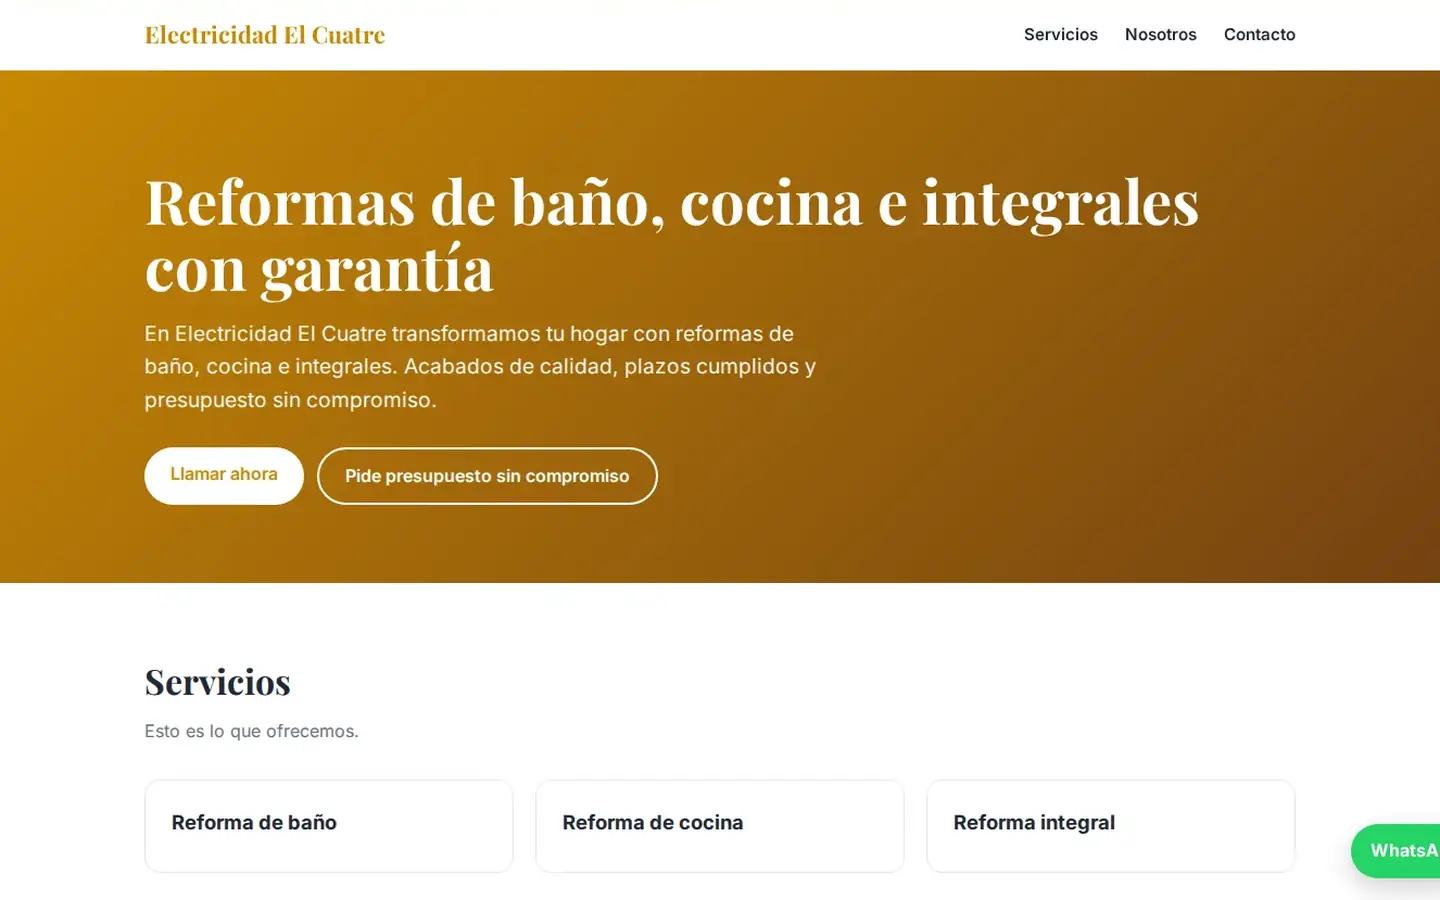 Electricidad El Cuatre
Servicios Nosotros Contacto
Reformas de baño, cocina e integrales
con garantía
En Electricidad El Cuatre transformamos tu hogar con reformas de
baño, cocina e integrales. Acabados de calidad, plazos cumplidos y
presupuesto sin compromiso.
Llamar ahora
Pide presupuesto sin compromiso
Servicios
Esto es lo que ofrecemos.
Reforma de baño
Reforma de cocina
Reforma integral
WhatsA